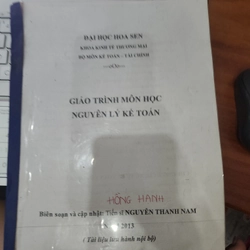 ĐẠI HỌC HOA SEN
KHOA KINH TẾ THƯƠNG MẠI
BỘ MÔN KẾ TOÁN – TÀI CHÍNH
GIÁO TRÌNH MÔN HỌC
NGUYÊN LÝ KẾ TOÁN
HỒNG HẠNH
Biên soạn và cập nhật: Tiến sĩ NGUYỄN THANH NAM
2013
( Tài liệu lưu hành nội bộ)